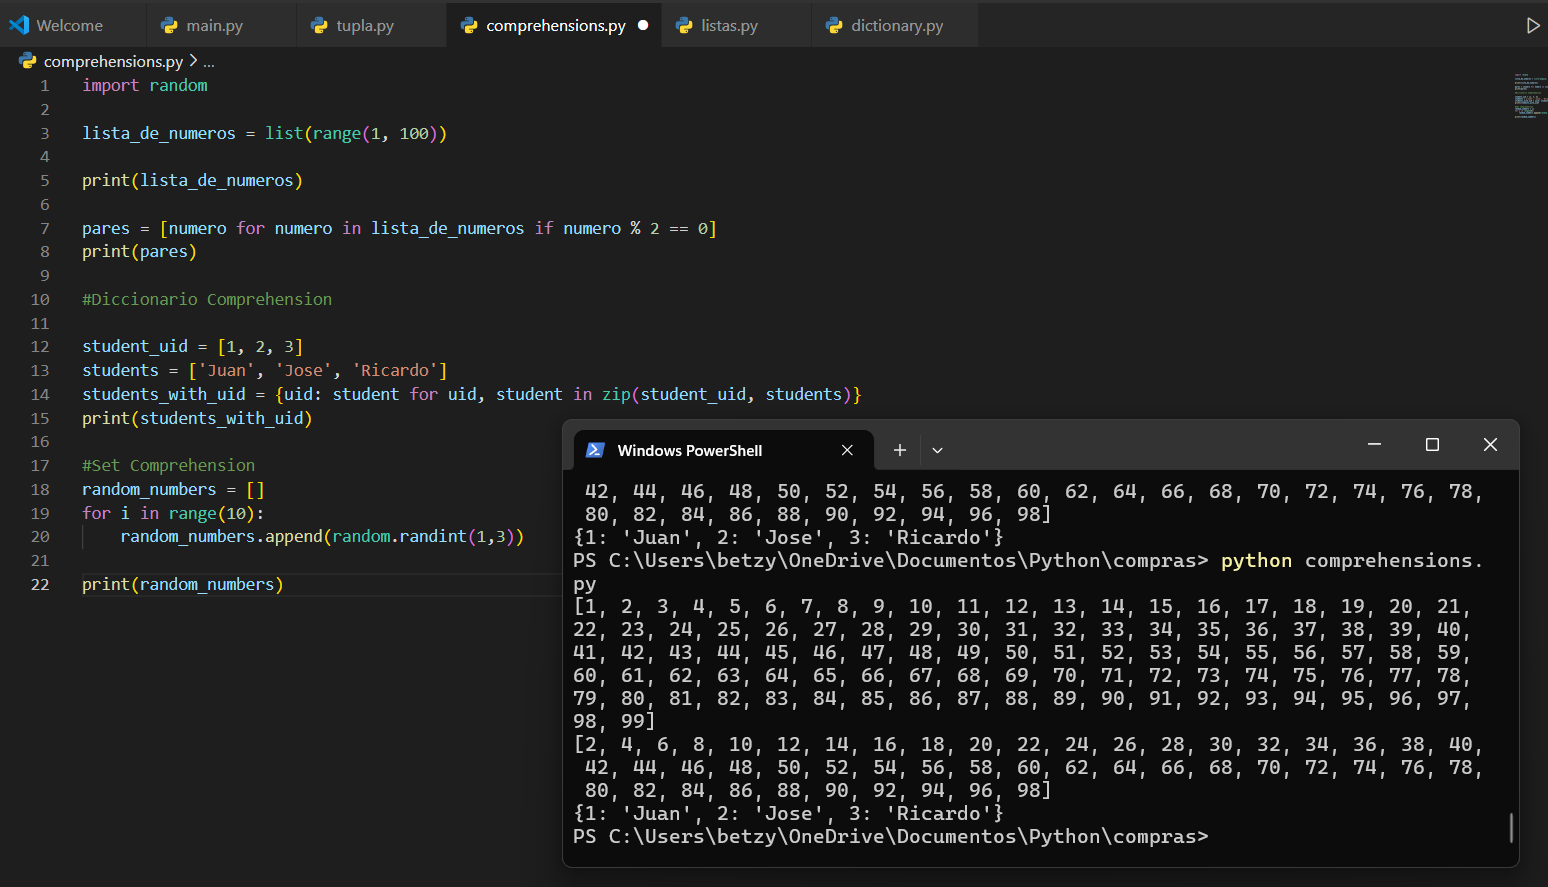 Welcome
main.py
tupla.py
comprehensions.py
listas.py
dictionary.py
comprehensions.py > ...
1 import random
2
3 lista_de_numeros = list(range(1, 100))
4
5 print(lista_de_numeros)
6
7 pares = [numero for numero in lista_de_numeros if numero % 2 == 0]
8 print(pares)
9
10 #Diccionario Comprehension
11
12 student_uid = [1, 2, 3]
13 students = ['Juan', 'Jose', 'Ricardo']
14 students_with_uid = {uid: student for uid, student in zip(student_uid, students)}
15 print(students_with_uid)
16
17 #Set Comprehension
18 random_numbers = []
19 for i in range(10):
20     random_numbers.append(random.randint(1,3))
21
22 print(random_numbers)
Windows PowerShell
42, 44, 46, 48, 50, 52, 54, 56, 58, 60, 62, 64, 66, 68, 70, 72, 74, 76, 78,
80, 82, 84, 86, 88, 90, 92, 94, 96, 98]
{1: 'Juan', 2: 'Jose', 3: 'Ricardo'}
PS C:\Users\betzy\OneDrive\Documentos\Python\compras> python comprehensions.
py
[1, 2, 3, 4, 5, 6, 7, 8, 9, 10, 11, 12, 13, 14, 15, 16, 17, 18, 19, 20, 21,
22, 23, 24, 25, 26, 27, 28, 29, 30, 31, 32, 33, 34, 35, 36, 37, 38, 39, 40,
41, 42, 43, 44, 45, 46, 47, 48, 49, 50, 51, 52, 53, 54, 55, 56, 57, 58, 59,
60, 61, 62, 63, 64, 65, 66, 67, 68, 69, 70, 71, 72, 73, 74, 75, 76, 77, 78,
79, 80, 81, 82, 83, 84, 85, 86, 87, 88, 89, 90, 91, 92, 93, 94, 95, 96, 97,
98, 99]
[2, 4, 6, 8, 10, 12, 14, 16, 18, 20, 22, 24, 26, 28, 30, 32, 34, 36, 38, 40,
42, 44, 46, 48, 50, 52, 54, 56, 58, 60, 62, 64, 66, 68, 70, 72, 74, 76, 78,
80, 82, 84, 86, 88, 90, 92, 94, 96, 98]
{1: 'Juan', 2: 'Jose', 3: 'Ricardo'}
PS C:\Users\betzy\OneDrive\Documentos\Python\compras>